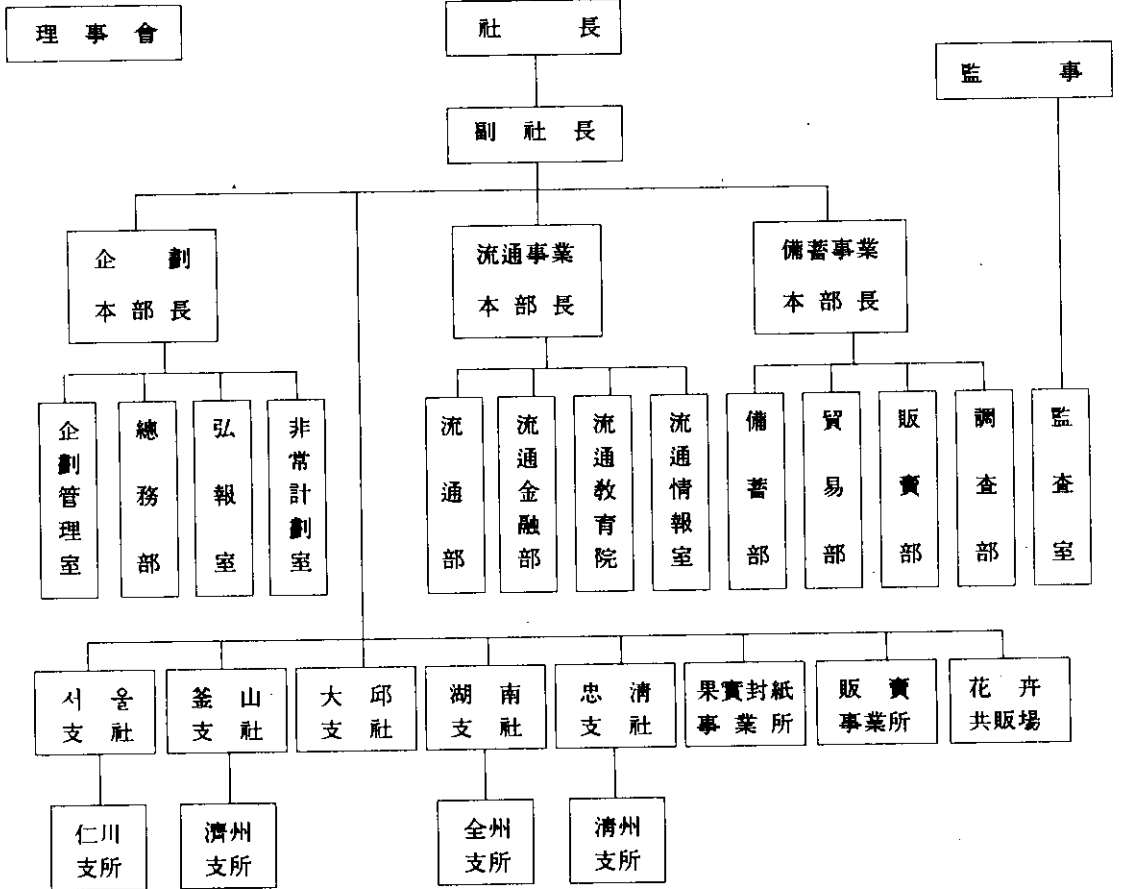 理事會
社長
監事
副社長
企劃
本部長
流通事業
本部長
備蓄事業
本部長
企劃管理室
總務部
弘報室
非常計劃室
流通部
流通金融部
流通教育院
流通情報室
備蓄部
貿易部
販賣部
調査部
監査室
서울
支社
釜山
支社
大邱
支社
湖南
支社
忠淸
支社
果實封紙
事業所
販賣
事業所
花卉
共販場
仁川
支所
濟州
支所
全州
支所
淸州
支所